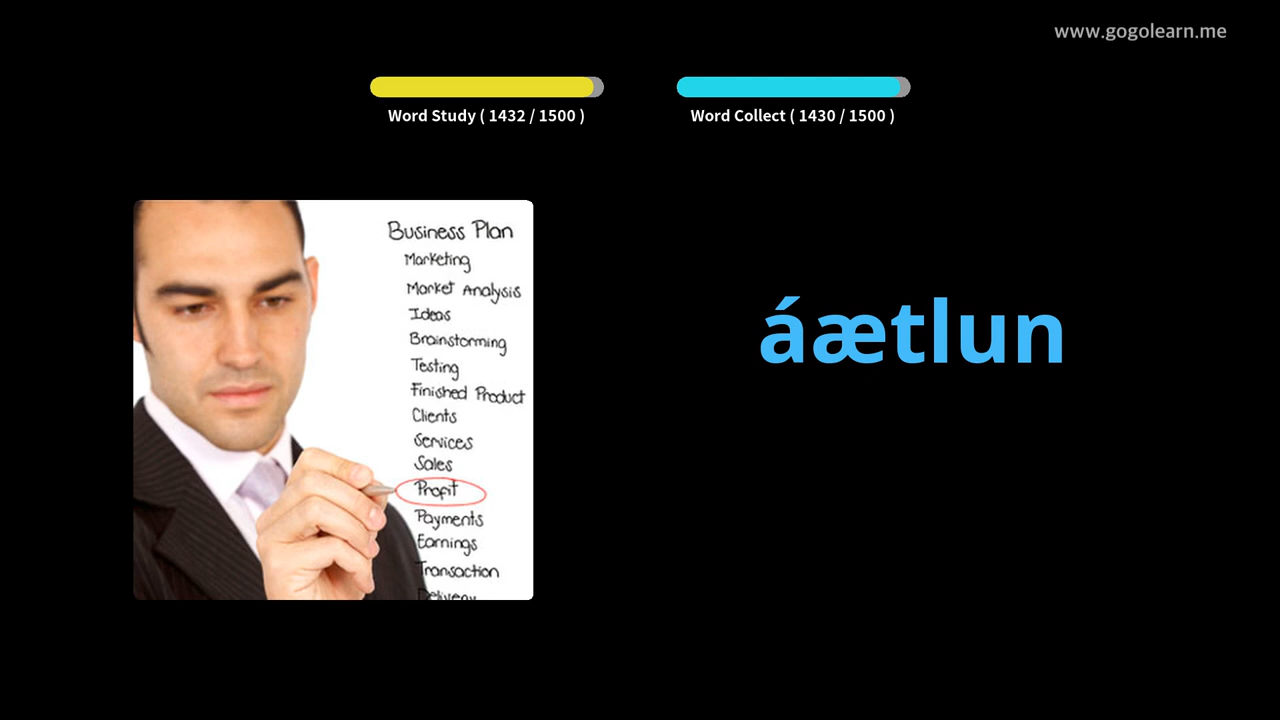 www.gogolearn.me
Word Study ( 1432 / 1500 )
Word Collect ( 1430 / 1500 )
Business Plan
Marketing
Market Analysis
Ideas
Brainstorming
Testing
Finished Product
Clients
Services
Sales
Profit
Payments
Earnings
Transaction
Delivery
áætlun